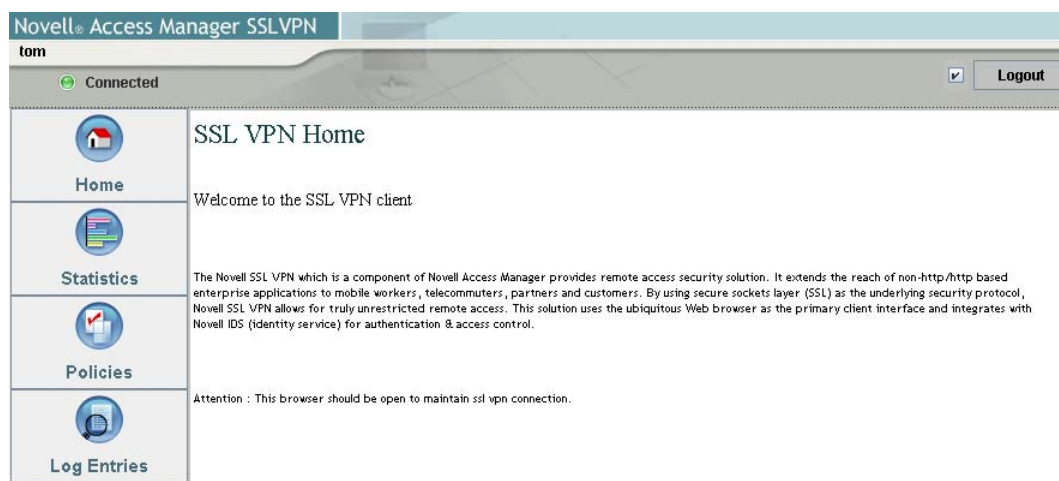 Novell® Access Manager SSLVPN
tom
Connected
Logout
Home
Statistics
Policies
Log Entries
SSL VPN Home
Welcome to the SSL VPN client
The Novell SSL VPN which is a component of Novell Access Manager provides remote access security solution. It extends the reach of non-http/http based
enterprise applications to mobile workers, telecommuters, partners and customers. By using secure sockets layer (SSL) as the underlying security protocol,
Novell SSL VPN allows for truly unrestricted remote access. This solution uses the ubiquitous Web browser as the primary client interface and integrates with
Novell IDS (identity service) for authentication & access control.
Attention : This browser should be open to maintain ssl vpn connection.